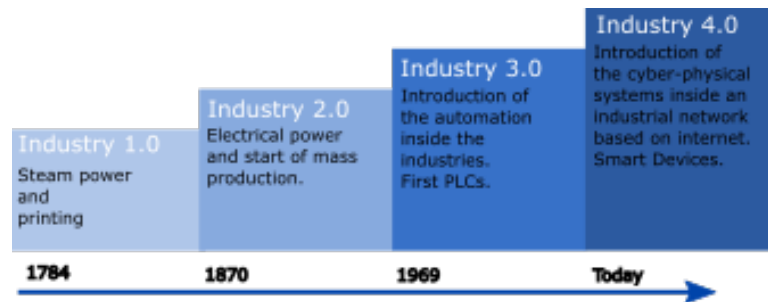 Industry 1.0
Steam power
and
printing
Industry 2.0
Electrical power
and start of mass
production.
Industry 3.0
Introduction of
the automation
inside the
industries.
First PLCs.
Industry 4.0
Introduction of
the cyber-physical
systems inside an
industrial network
based on internet.
Smart Devices.
1784
1870
1969
Today